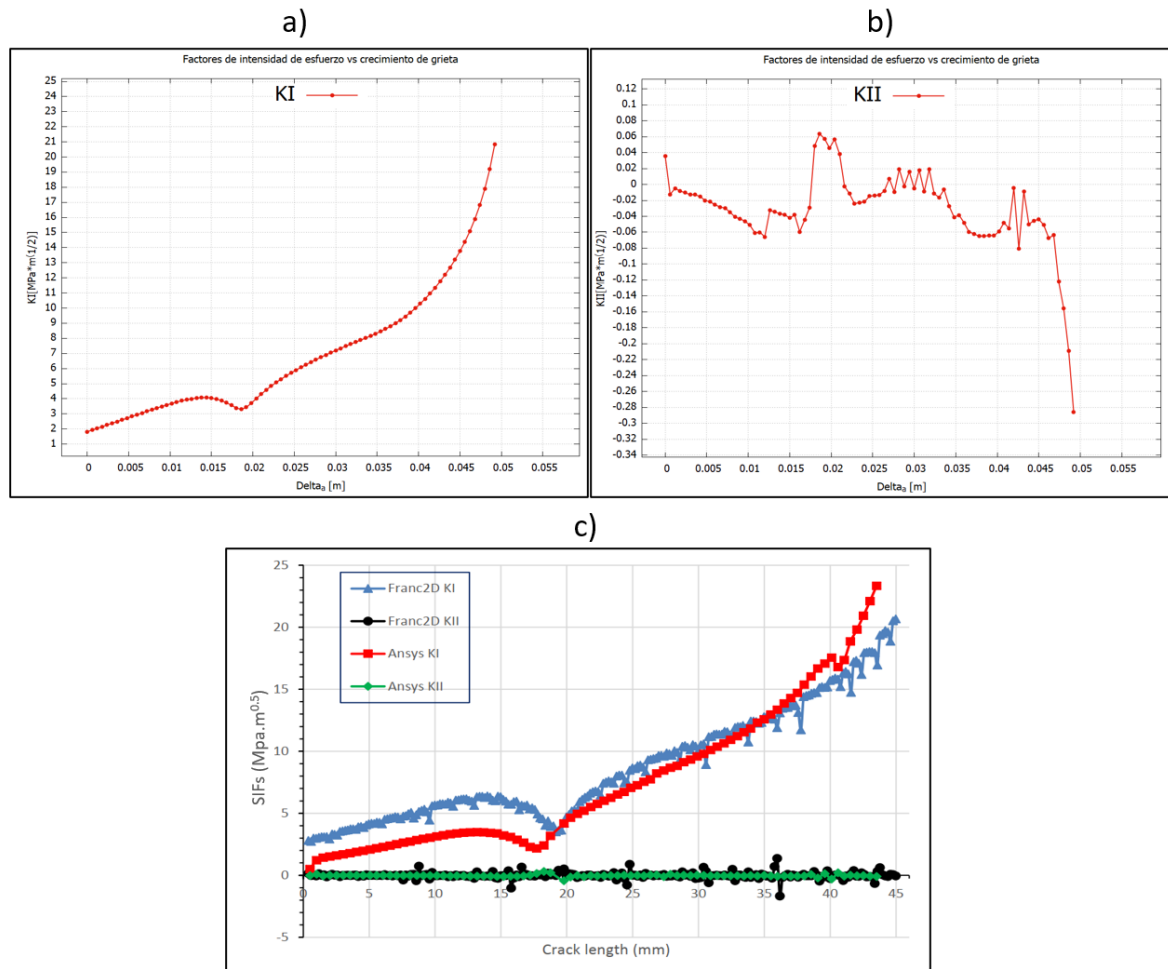 a)
Factores de intensidad de esfuerzo vs crecimiento de grieta
KI
KI[MPa*m(1/2)]
25
24
23
22
21
20
19
18
17
16
15
14
13
12
11
10
9
8
7
6
5
4
3
2
1
0 0.005 0.01 0.015 0.02 0.025 0.03 0.035 0.04 0.045 0.05 0.055
Deltaₐ [m]
b)
Factores de intensidad de esfuerzo vs crecimiento de grieta
KII
KII[MPa*m(1/2)]
0.12
0.1
0.08
0.06
0.04
0.02
0
-0.02
-0.04
-0.06
-0.08
-0.1
-0.12
-0.14
-0.16
-0.18
-0.2
-0.22
-0.24
-0.26
-0.28
-0.3
-0.32
-0.34
0 0.005 0.01 0.015 0.02 0.025 0.03 0.035 0.04 0.045 0.05 0.055
Deltaₐ [m]
c)
Franc2D KI
Franc2D KII
Ansys KI
Ansys KII
SIFs (Mpa.m^0.5)
25
20
15
10
5
0
-5
0 5 10 15 20 25 30 35 40 45
Crack length (mm)